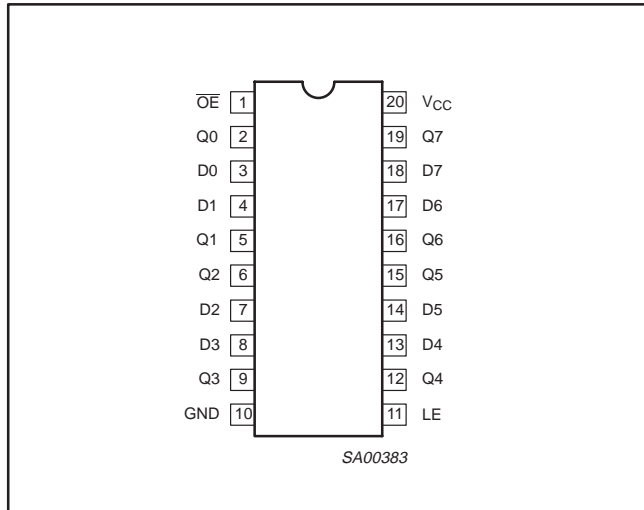 O̅E̅ 1 20 VCC
Q0 2 19 Q7
D0 3 18 D7
D1 4 17 D6
Q1 5 16 Q6
Q2 6 15 Q5
D2 7 14 D5
D3 8 13 D4
Q3 9 12 Q4
GND 10 11 LE
SA00383